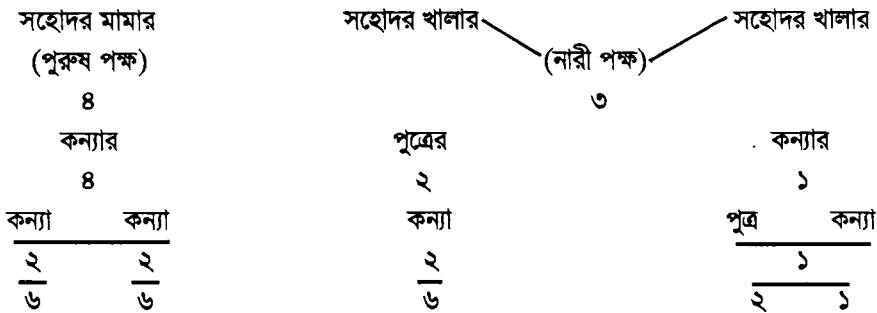 সহোদর মামার সহোদর খালার সহোদর খালার
(পুরুষ পক্ষ) (নারী পক্ষ)
৪ ৩
কন্যার পুত্রের কন্যার
৪ ২ ১
কন্যা কন্যা কন্যা পুত্র কন্যা
২ ২ ২ ১
৬ ৬ ৬ ২ ১